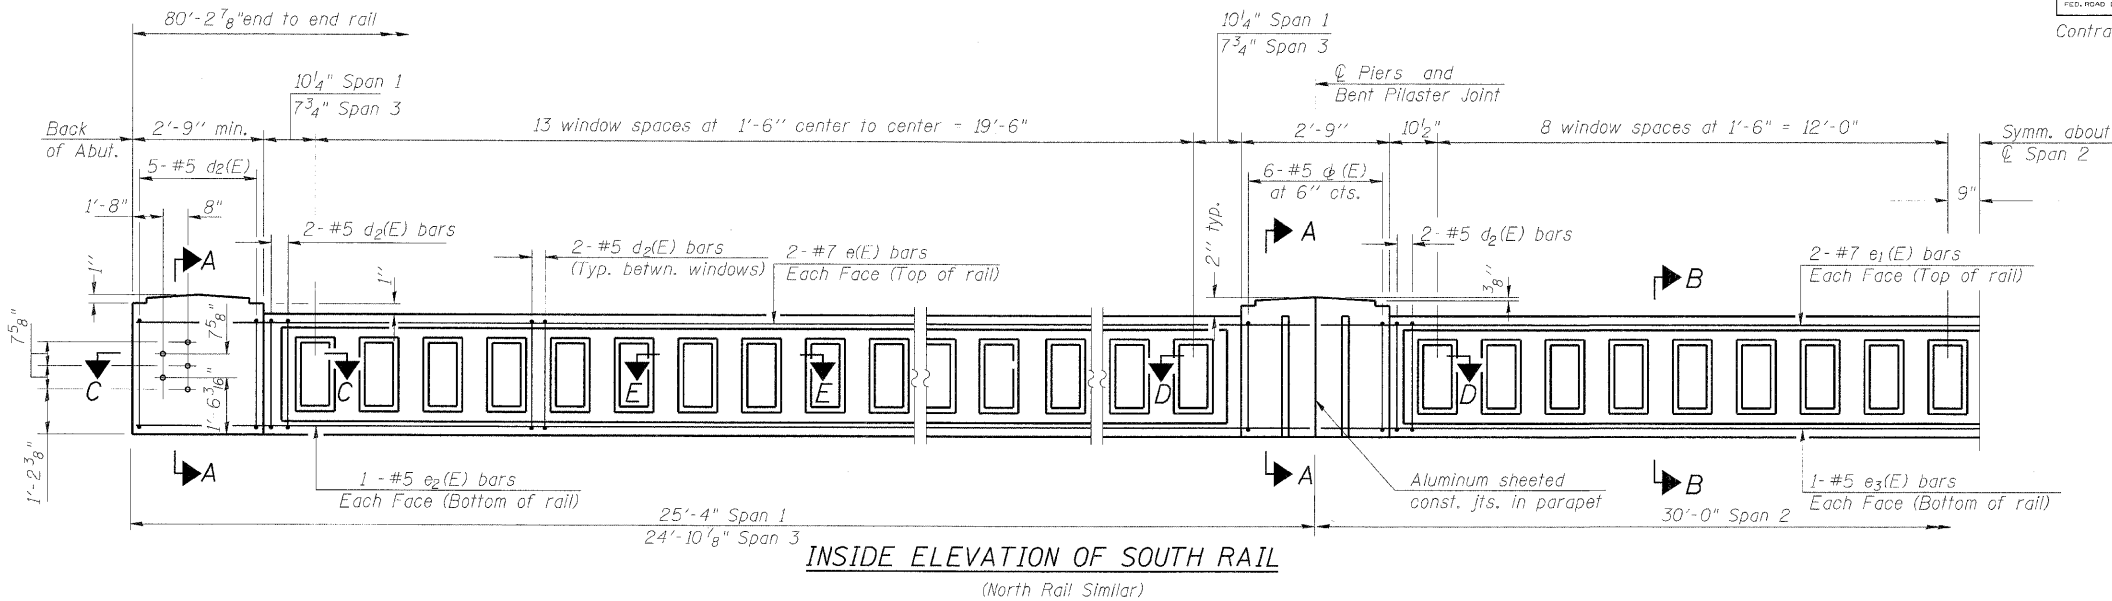 80'-2 7/8" end to end rail
10 1/4" Span 1
7 3/4" Span 3
FED. ROAD
Contra
10 1/4" Span 1
7 3/4" Span 3
℄ Piers and
Bent Pilaster Joint
Back
of Abut.
2'-9" min.
13 window spaces at 1'-6" center to center = 19'-6"
2'-9"
10 1/2"
8 window spaces at 1'-6" = 12'-0"
Symm. about
℄ Span 2
5-#5 d2(E)
6-#5 (E)
at 6" cts.
1'-8"
8"
9"
2-#5 d2(E) bars
2-#5 d2(E) bars
(Typ. betwn. windows)
2-#7 e(E) bars
Each Face (Top of rail)
2" typ.
2-#5 d2(E) bars
2-#7 e1(E) bars
Each Face (Top of rail)
A
A
B
1"
1"
3/8"
7 5/8"
7 5/8"
C
C
E
E
D
D
1'-6 3/16"
1'-2 3/8"
A
A
B
1-#5 e2(E) bars
Each Face (Bottom of rail)
Aluminum sheeted
const. jts. in parapet
1-#5 e3(E) bars
Each Face (Bottom of rail)
25'-4" Span 1
24'-10 1/8" Span 3
30'-0" Span 2
INSIDE ELEVATION OF SOUTH RAIL
(North Rail Similar)